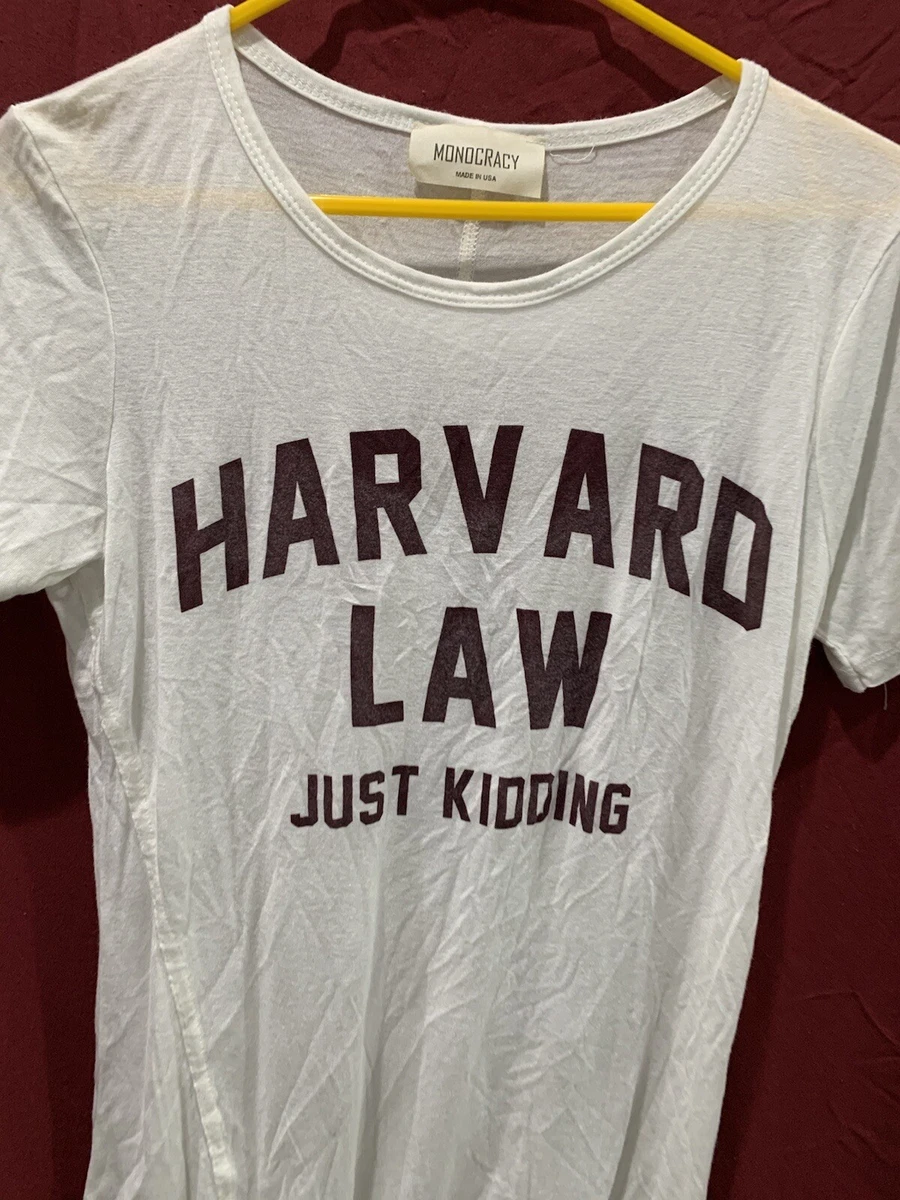 MONOCRACY
MADE IN USA
HARVARD
LAW
JUST KIDDING